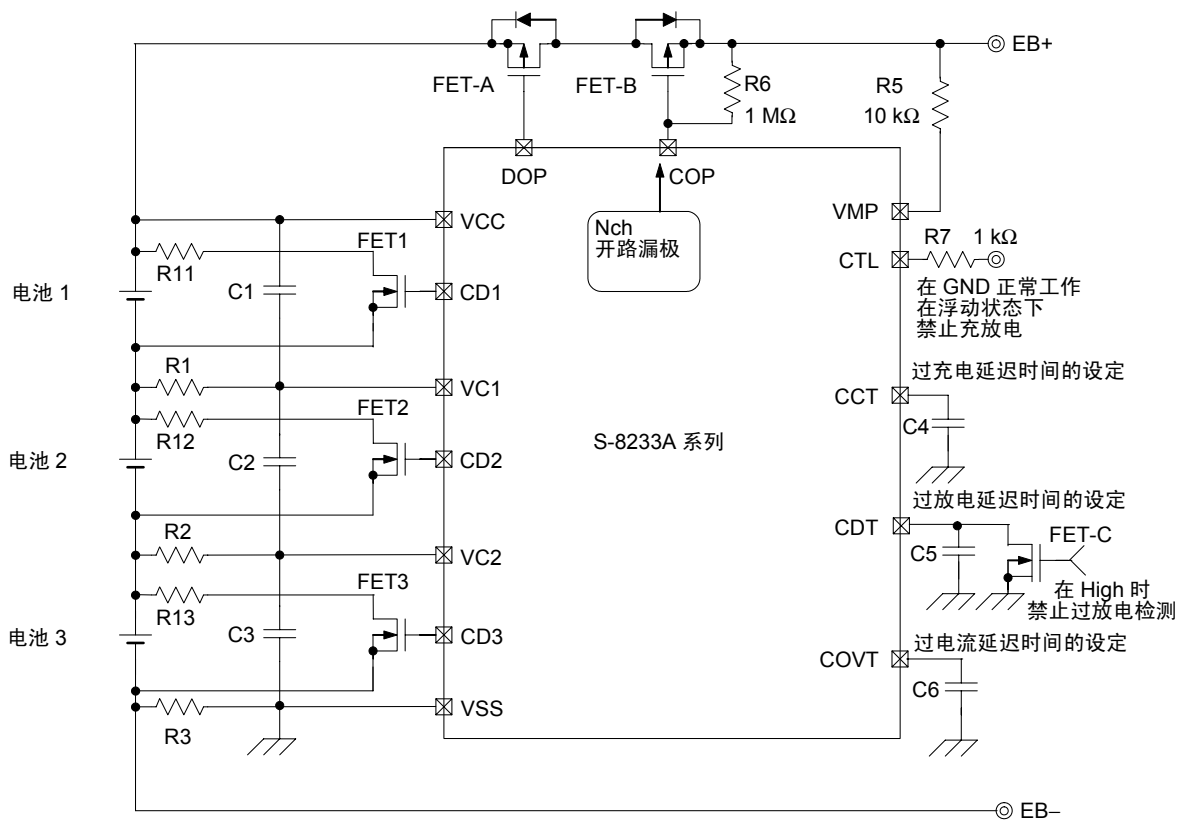 EB+
FET-A
FET-B
R6
1 MΩ
R5
10 kΩ
DOP
COP
VMP
VCC
Nch
开路漏极
R7 1 kΩ
CTL
FET1
R11
C1
电池 1
CD1
在 GND 正常工作
在浮动状态下
禁止充放电
R1
VC1
过充电延迟时间的设定
CCT
FET2
R12
C4
S-8233A 系列
电池 2
C2
CD2
过放电延迟时间的设定
CDT
R2
FET-C
C5
VC2
FET3
在 High 时
禁止过放电检测
R13
电池 3
C3
CD3
过电流延迟时间的设定
COVT
C6
VSS
R3
EB−